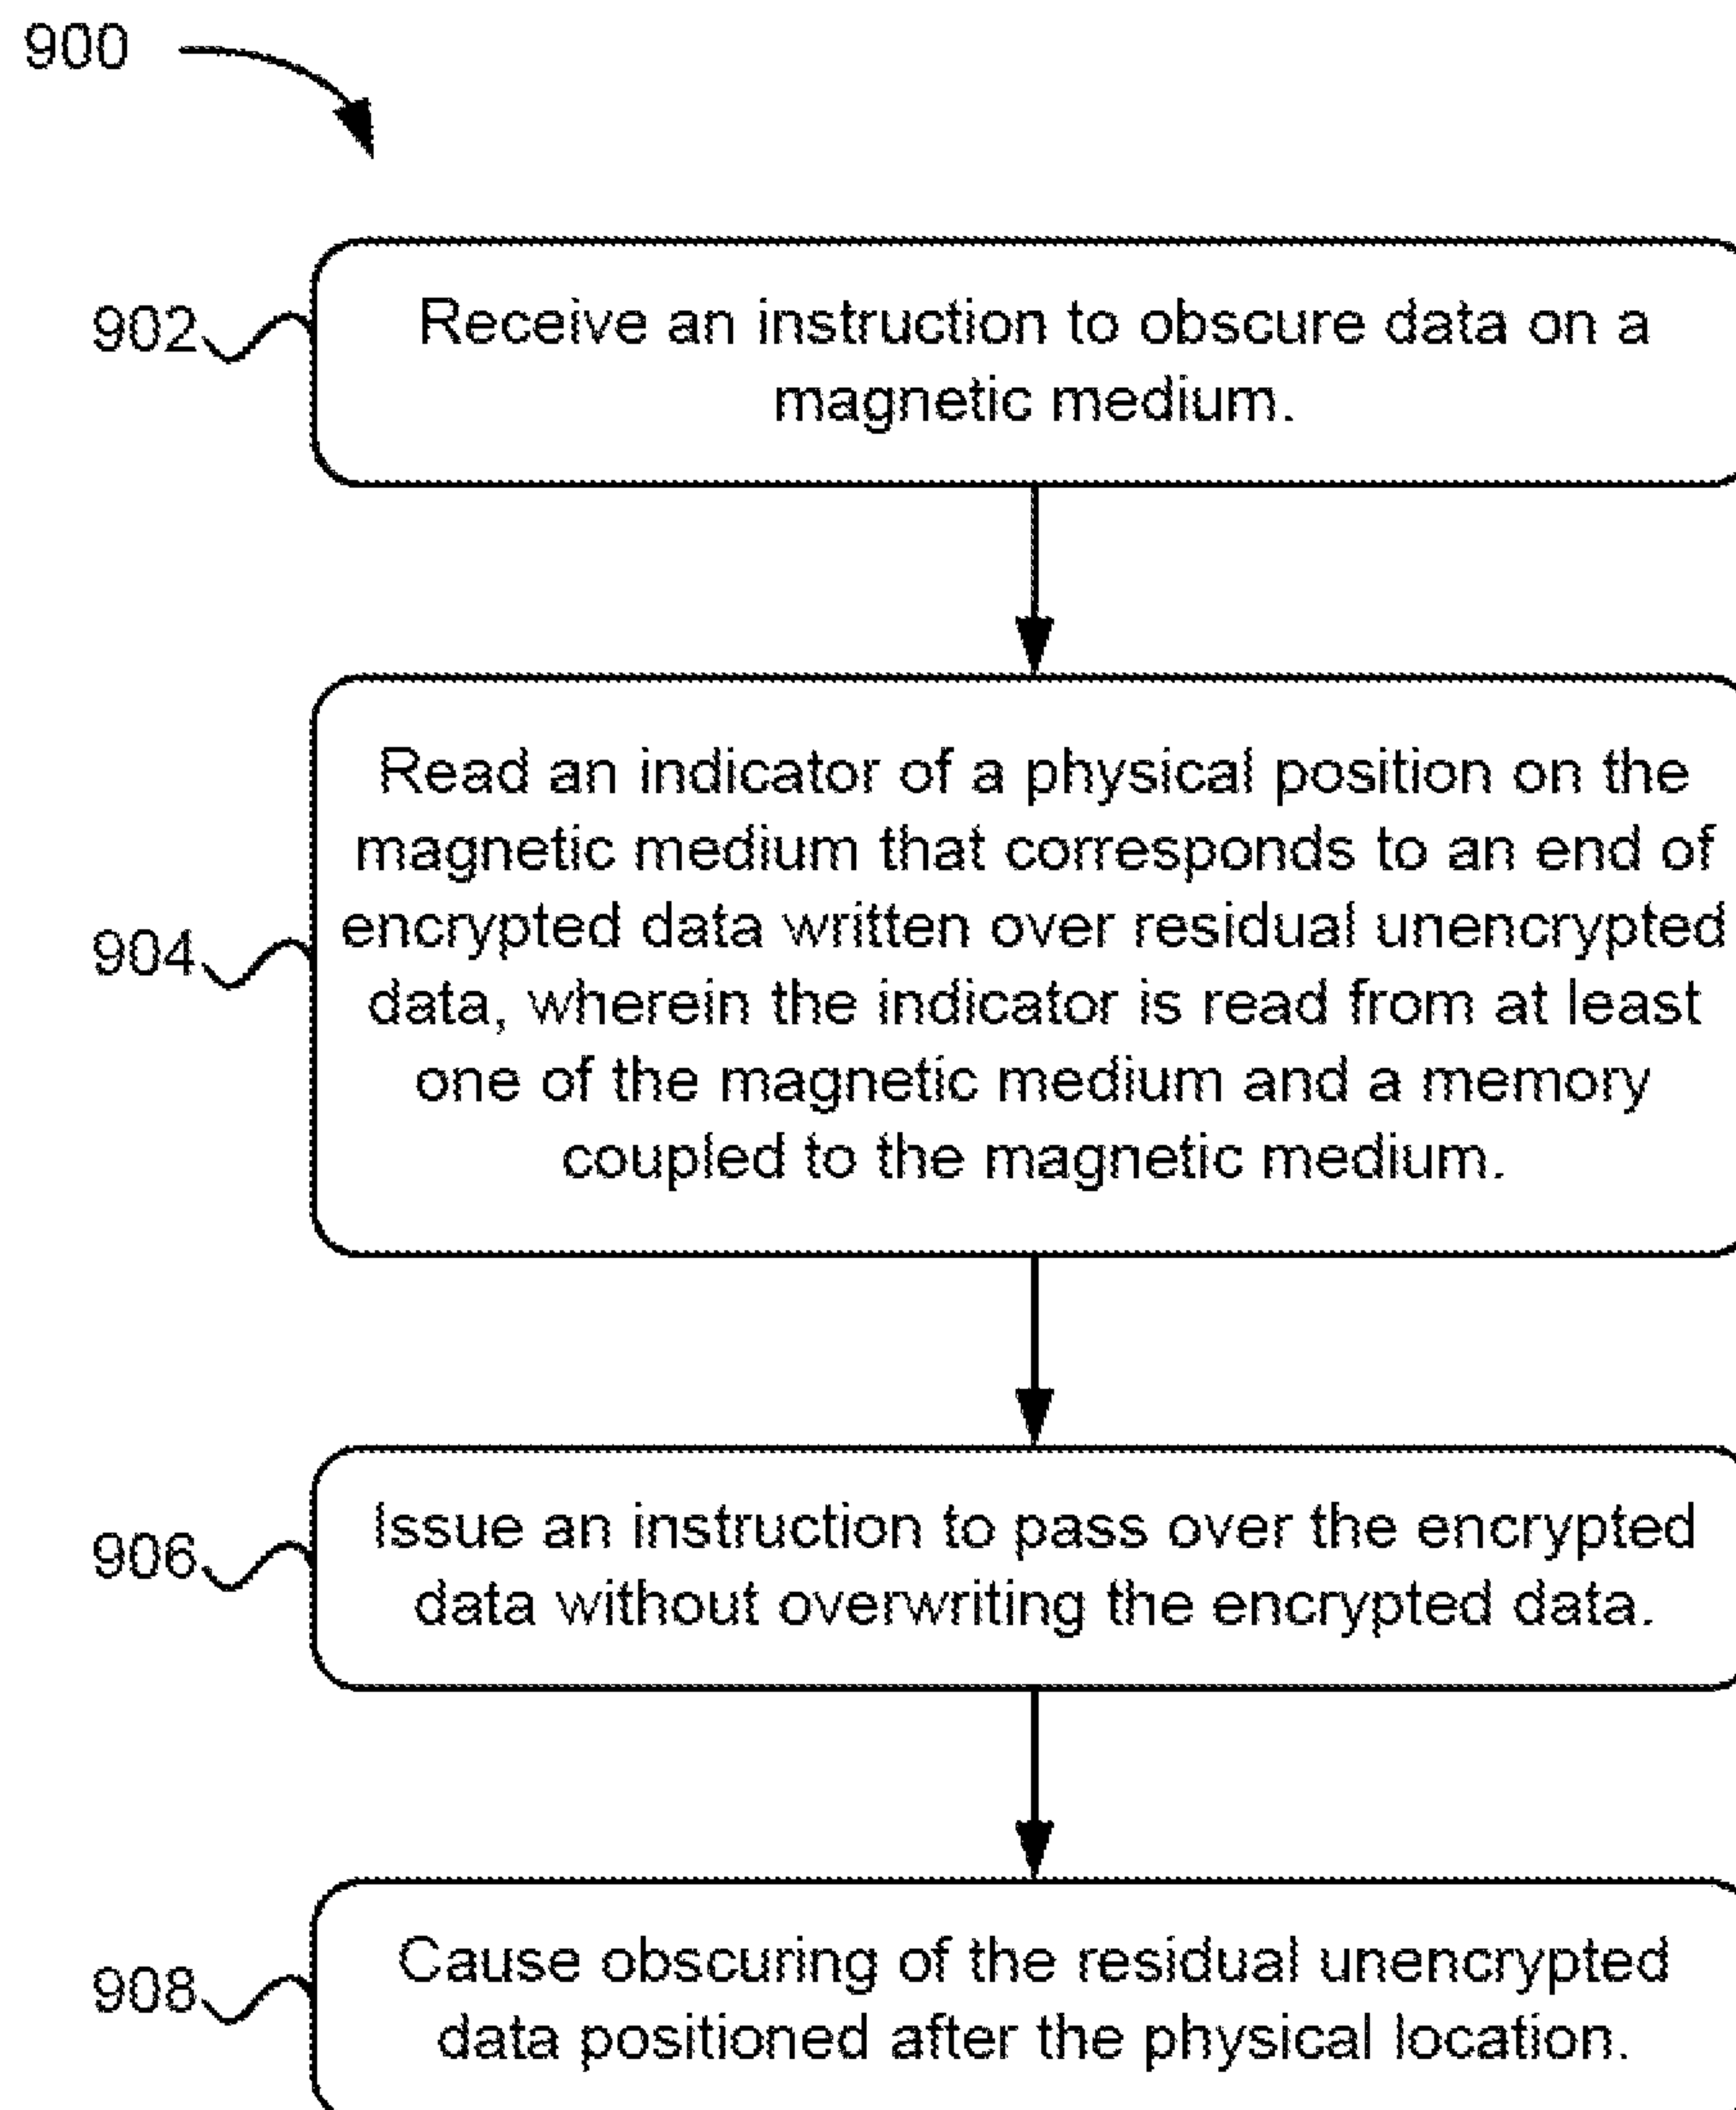 900
902
Receive an instruction to obscure data on a
magnetic medium.
904
Read an indicator of a physical position on the
magnetic medium that corresponds to an end of
encrypted data written over residual unencrypted
data, wherein the indicator is read from at least
one of the magnetic medium and a memory
coupled to the magnetic medium.
906
Issue an instruction to pass over the encrypted
data without overwriting the encrypted data.
908
Cause obscuring of the residual unencrypted
data positioned after the physical location.